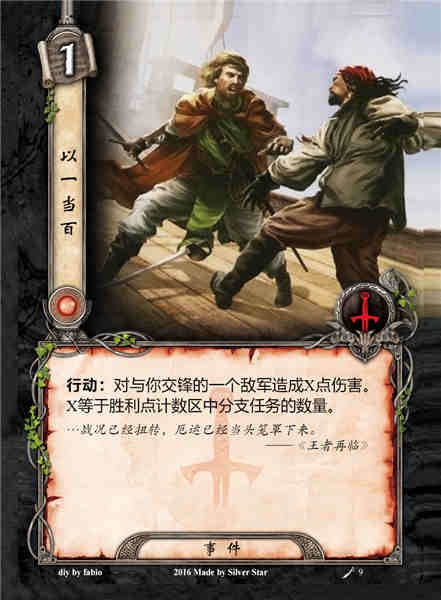 1
以一当百
行动：对与你交锋的一个敌军造成X点伤害。
X等于胜利点计数区中分支任务的数量。
…战况已经扭转，厄运已经当头笼罩下来。
——《王者再临》
事件
diy by fabio
2016 Made by Silver Star
9